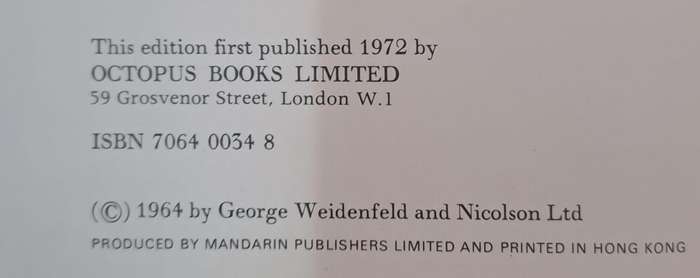 This edition first published 1972 by
OCTOPUS BOOKS LIMITED
59 Grosvenor Street, London W.1
ISBN 7064 0034 8
(©) 1964 by George Weidenfeld and Nicolson Ltd
PRODUCED BY MANDARIN PUBLISHERS LIMITED AND PRINTED IN HONG KONG